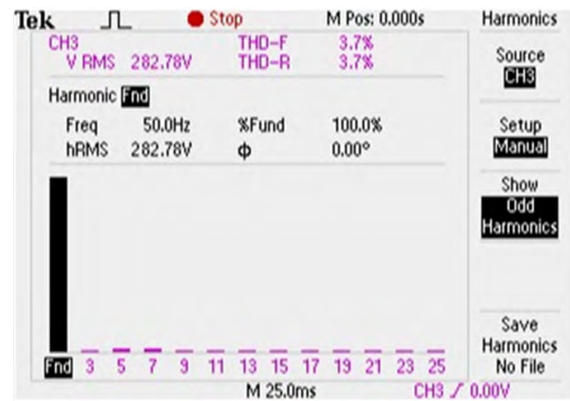 Tek Stop M Pos: 0.000s Harmonics
CH3 THD-F 3.7%
V RMS 282.78V THD-R 3.7%
Source
CH3
Harmonic Fnd
Freq 50.0Hz %Fund 100.0%
hRMS 282.78V ϕ 0.00°
Setup
Manual
Show
Odd
Harmonics
Save
Harmonics
No File
Fnd 3 5 7 9 11 13 15 17 19 21 23 25
M 25.0ms CH3 / 0.00V